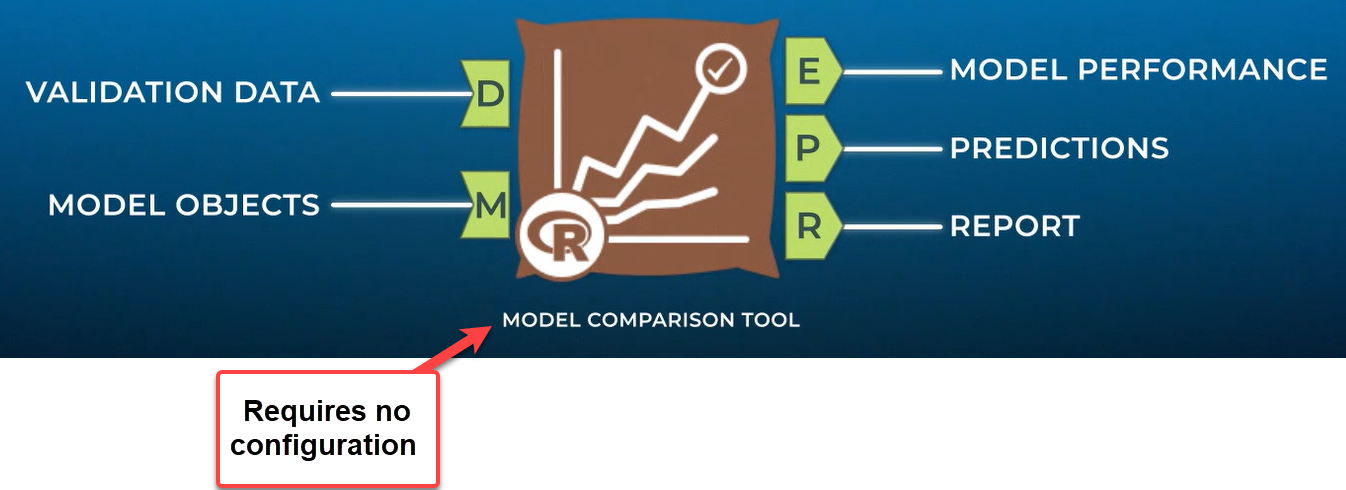 VALIDATION DATA
D
E
MODEL PERFORMANCE
P
PREDICTIONS
MODEL OBJECTS
M
R
R
REPORT
MODEL COMPARISON TOOL
Requires no
configuration